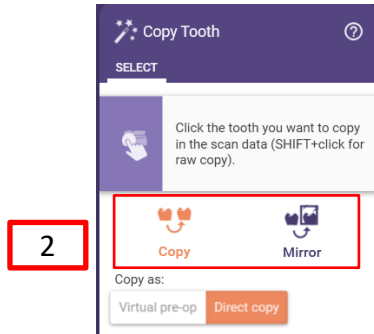 Copy Tooth
SELECT
Click the tooth you want to copy
in the scan data (SHIFT+click for
raw copy).
2
Copy Mirror
Copy as:
Virtual pre-op Direct copy